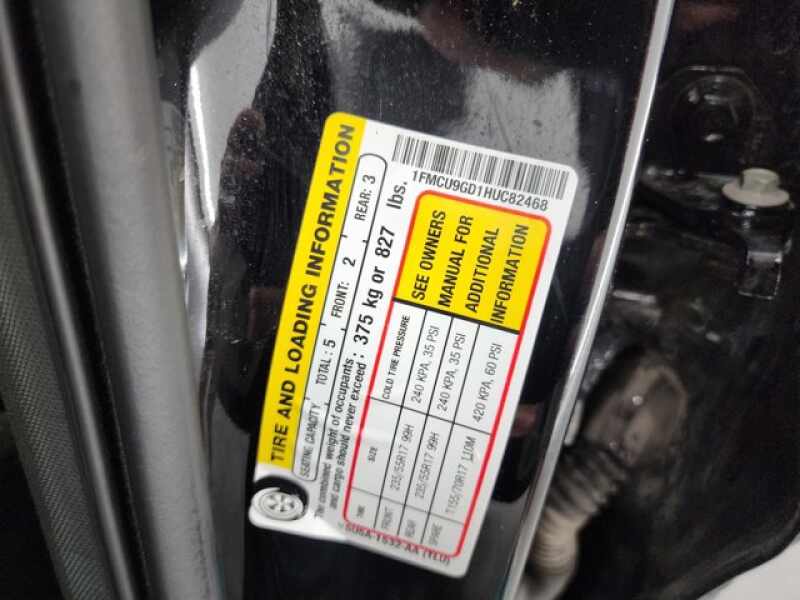 TIRE AND LOADING INFORMATION
SEATING CAPACITY TOTAL: 5 FRONT: 2 REAR: 3
The combined weight of occupants and cargo should never exceed: 375 kg or 827 lbs.
TIRE SIZE COLD TIRE PRESSURE
FRONT 235/55R17 99H 240 KPA, 35 PSI
REAR 235/55R17 99H 240 KPA, 35 PSI
SPARE T155/70R17 110M 420 KPA, 60 PSI
SEE OWNERS
MANUAL FOR
ADDITIONAL
INFORMATION
1FMCU9GD1HUC82468